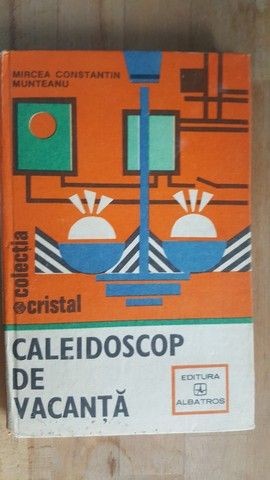 MIRCEA CONSTANTIN
MUNTEANU
colecția
cristal
CALEIDOSCOP
DE
VACANȚĂ
EDITURA
ALBATROS